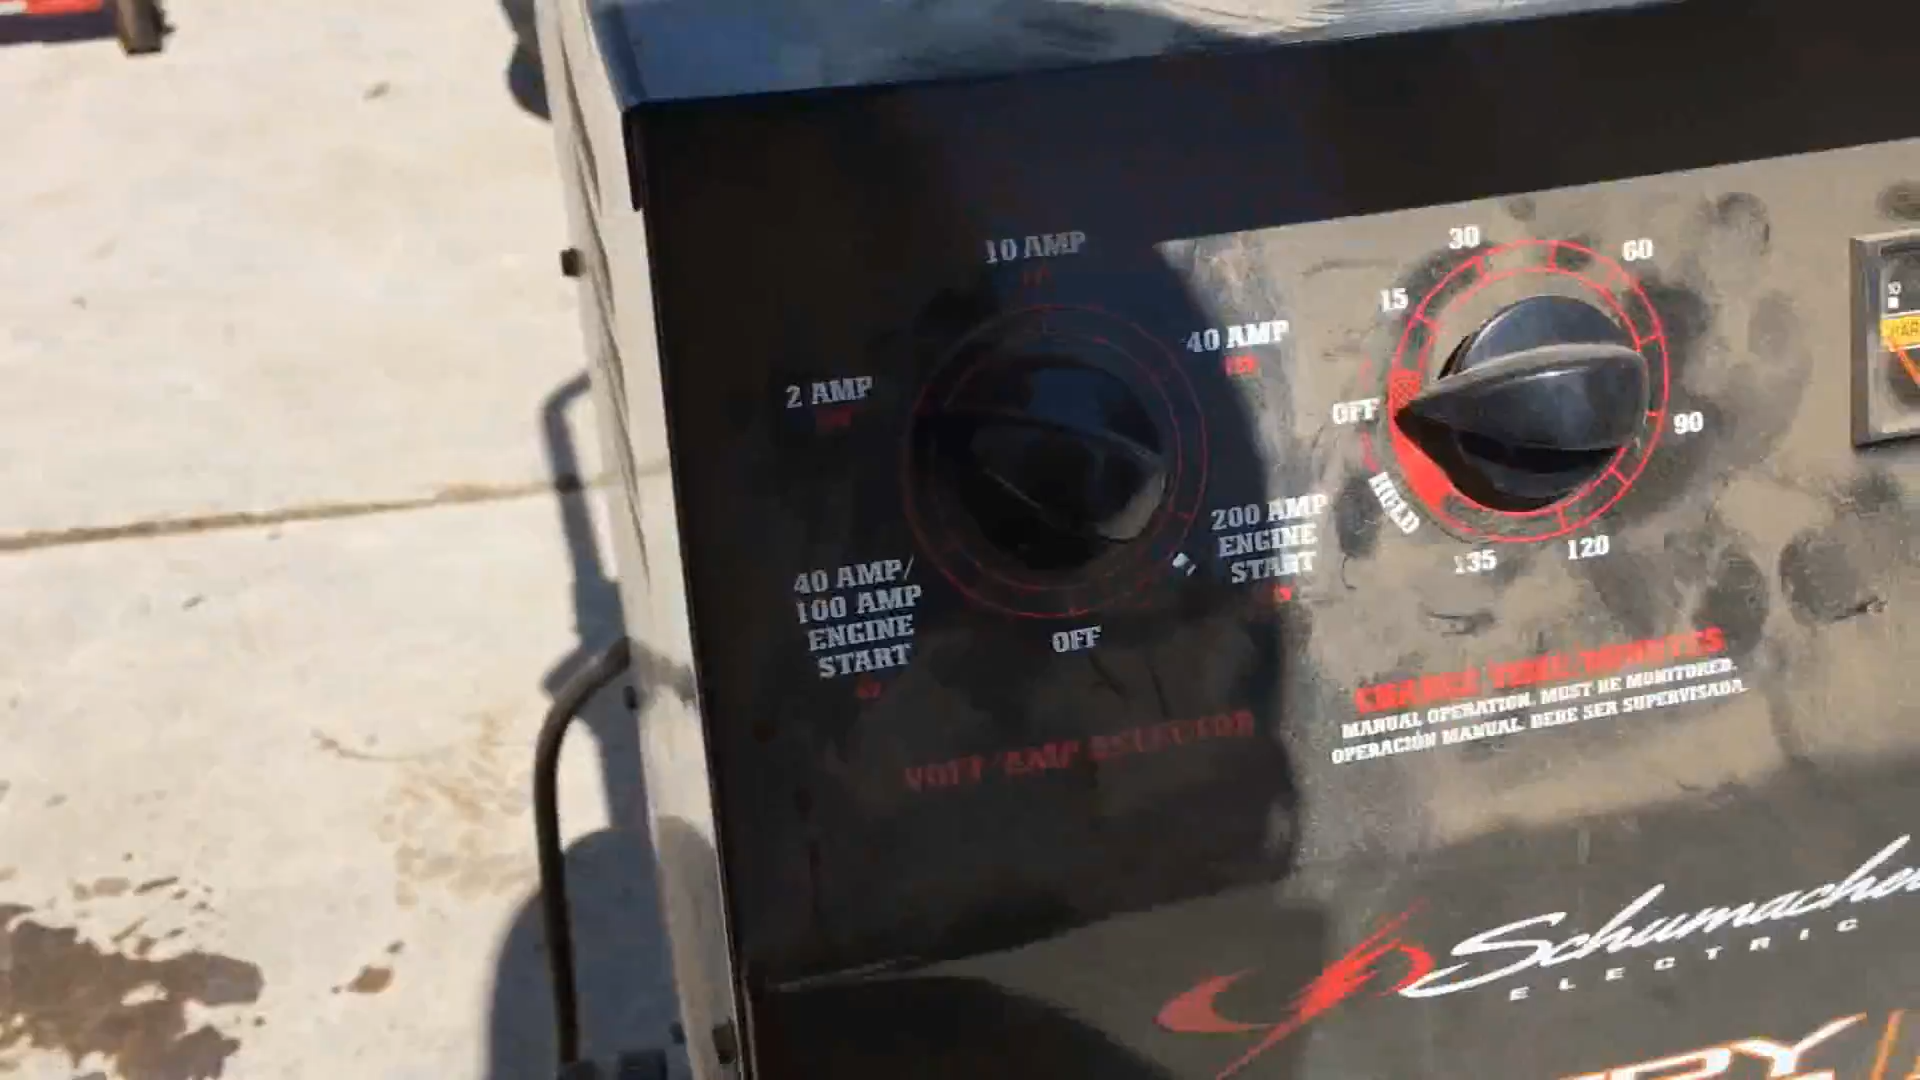 10 AMP
2 AMP
40 AMP
40 AMP/
100 AMP
ENGINE
START
200 AMP
ENGINE
START
OFF
VOLT/AMP SELECTOR
OFF
15
30
60
90
120
135
HOLD
CHARGE TIME/MINUTES
MANUAL OPERATION. MUST BE MONITORED.
OPERACIÓN MANUAL. DEBE SER SUPERVISADA.
10
Schumacher
ELECTRIC